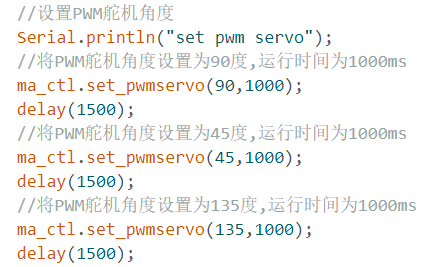 //设置PWM舵机角度
Serial.println("set pwm servo");
//将PWM舵机角度设置为90度,运行时间为1000ms
ma_ctl.set_pwmservo(90,1000);
delay(1500);
//将PWM舵机角度设置为45度,运行时间为1000ms
ma_ctl.set_pwmservo(45,1000);
delay(1500);
//将PWM舵机角度设置为135度,运行时间为1000ms
ma_ctl.set_pwmservo(135,1000);
delay(1500);